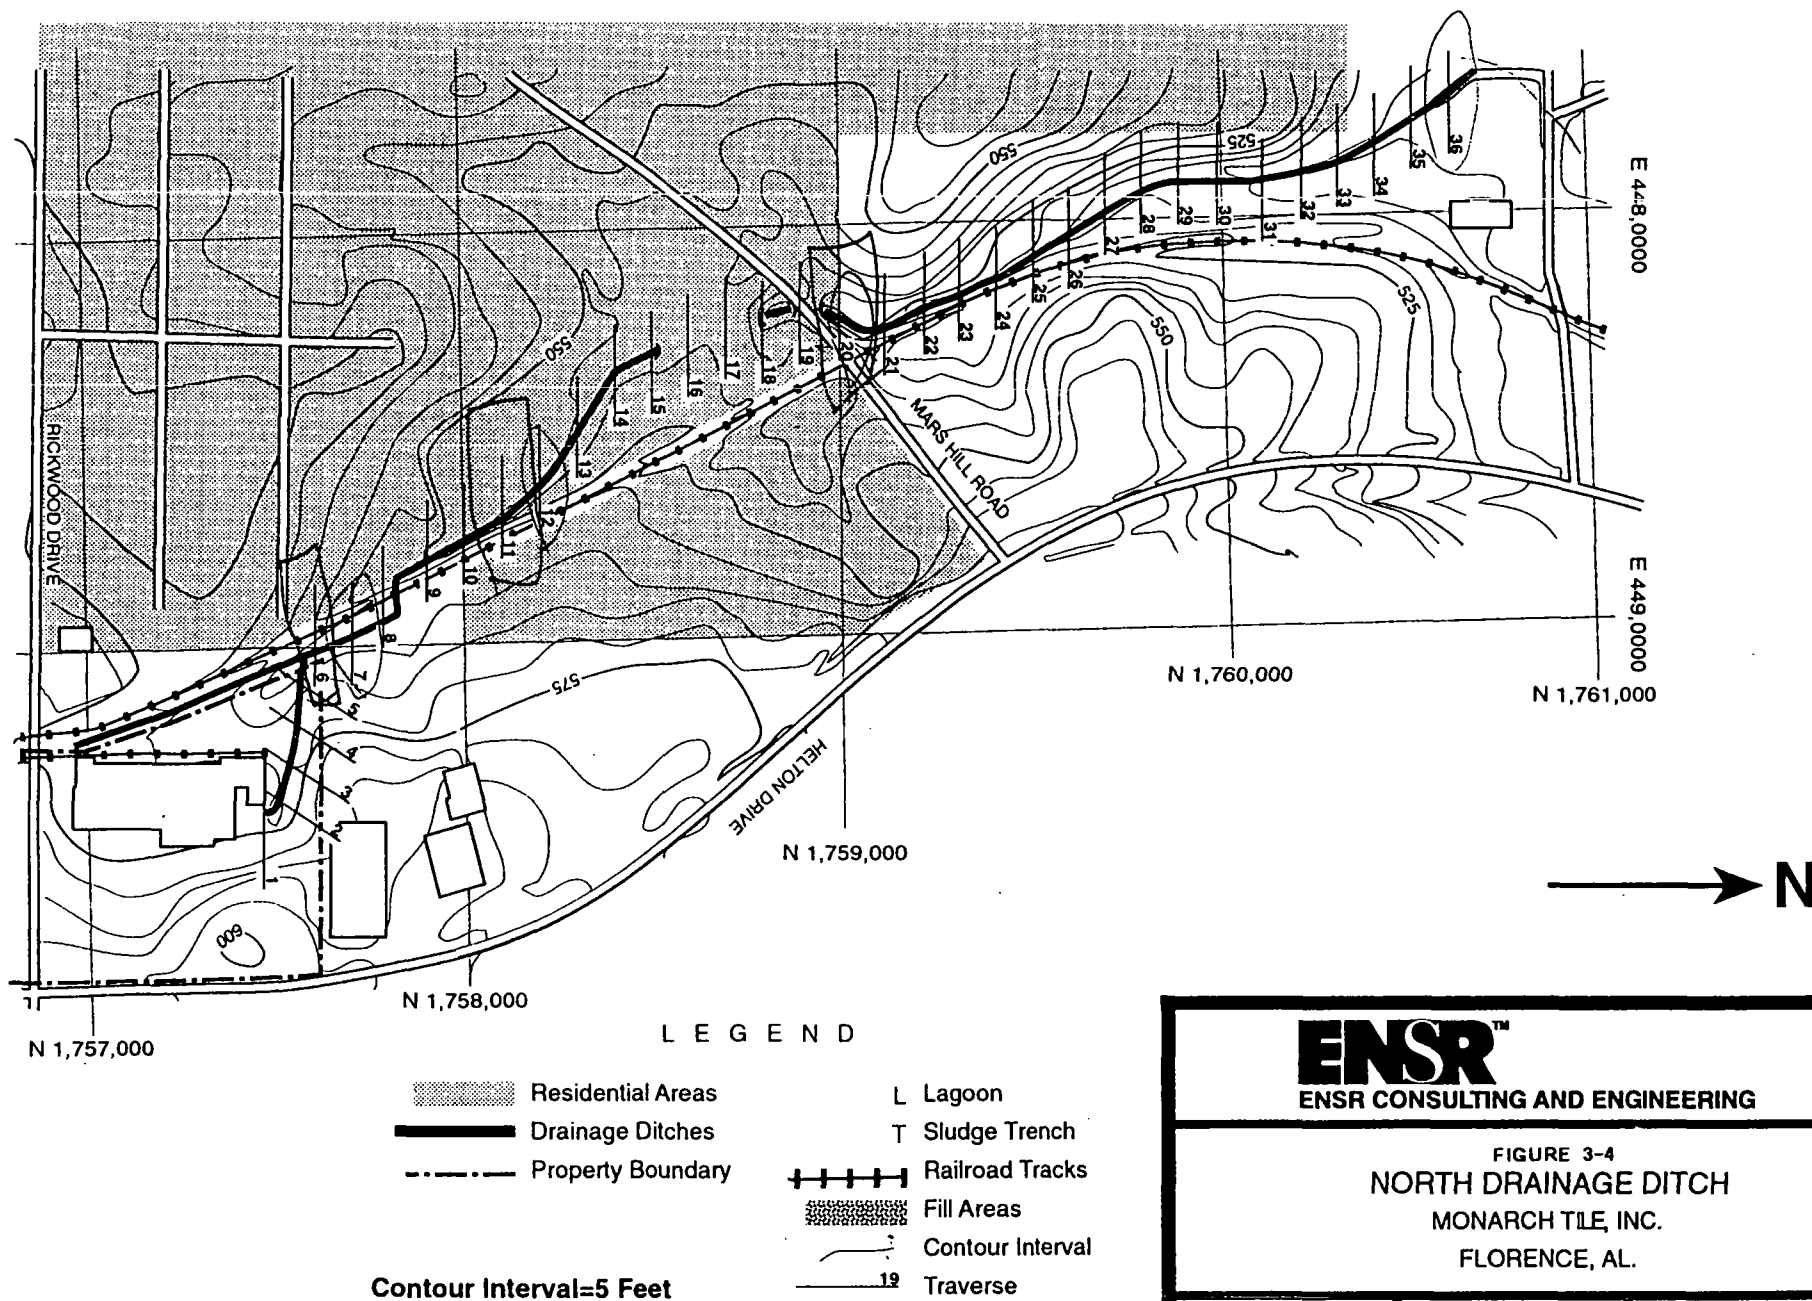 550
525
36
35
34
33
32
31
30
29
28
27
26
25
24
23
22
21
20
19
18
17
16
15
14
13
12
11
10
9
8
7
6
5
4
3
2
1
550
550
525
575
600
E 448,000
E 449,000
RICKWOOD DRIVE
MARS HILL ROAD
HELTON DRIVE
N 1,760,000
N 1,761,000
N 1,759,000
N 1,758,000
N 1,757,000
N
LEGEND
Residential Areas
Drainage Ditches
Property Boundary
L Lagoon
T Sludge Trench
Railroad Tracks
Fill Areas
Contour Interval
19 Traverse
Contour Interval=5 Feet
ENSR™
ENSR CONSULTING AND ENGINEERING
FIGURE 3-4
NORTH DRAINAGE DITCH
MONARCH TILE, INC.
FLORENCE, AL.